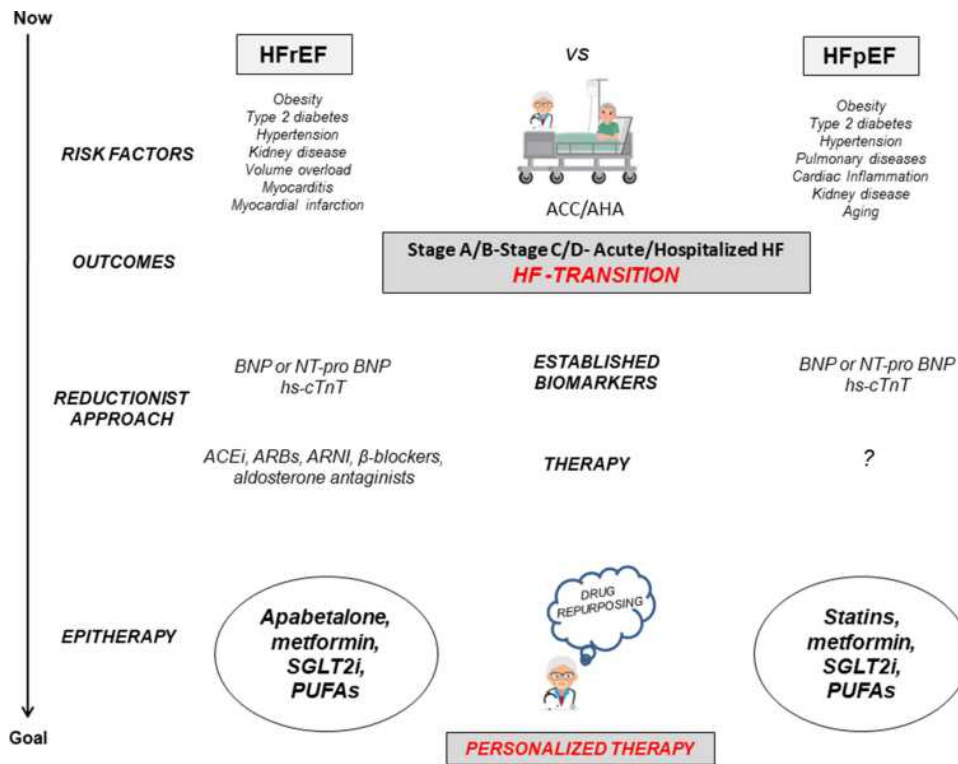 Now
HFrEF
VS
HFpEF
Obesity
Type 2 diabetes
Hypertension
Kidney disease
Volume overload
Myocarditis
Myocardial infarction
RISK FACTORS
Obesity
Type 2 diabetes
Hypertension
Pulmonary diseases
Cardiac Inflammation
Kidney disease
Aging
ACC/AHA
OUTCOMES
Stage A/B-Stage C/D- Acute/Hospitalized HF
HF -TRANSITION
REDUCTIONIST
APPROACH
BNP or NT-pro BNP
hs-cTnT
ESTABLISHED
BIOMARKERS
BNP or NT-pro BNP
hs-cTnT
ACEi, ARBs, ARNI, β-blockers,
aldosterone antaginists
THERAPY
?
EPITHERAPY
Apabetalone,
metformin,
SGLT2i,
PUFAs
DRUG
REPURPOSING
Statins,
metformin,
SGLT2i,
PUFAs
Goal
PERSONALIZED THERAPY